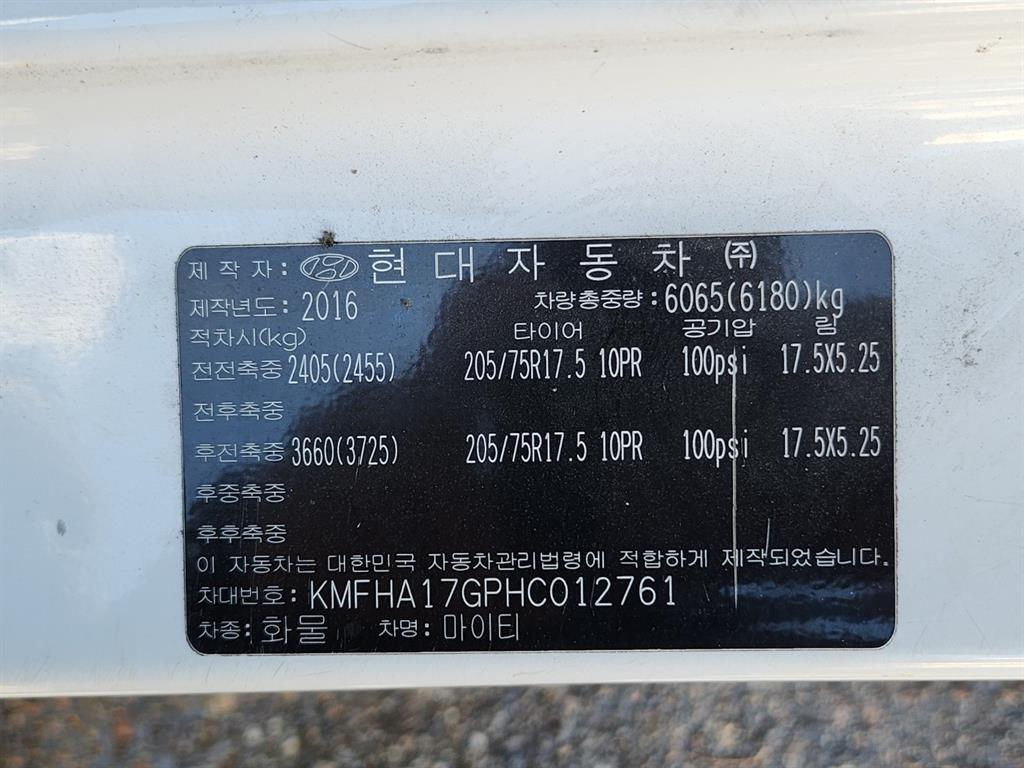 제 작 자 : 현 대 자 동 차 ㈜
제작년도 : 2016 차량총중량 : 6065(6180)kg
적차시(kg) 타이어 공기압 림
전전축중 2405(2455) 205/75R17.5 10PR 100psi 17.5X5.25
전후축중
후전축중 3660(3725) 205/75R17.5 10PR 100psi 17.5X5.25
후중축중
후후축중
이 자동차는 대한민국 자동차관리법령에 적합하게 제작되었습니다.
차대번호 : KMFHA17GPHC012761
차종 : 화물 차명 : 마이티